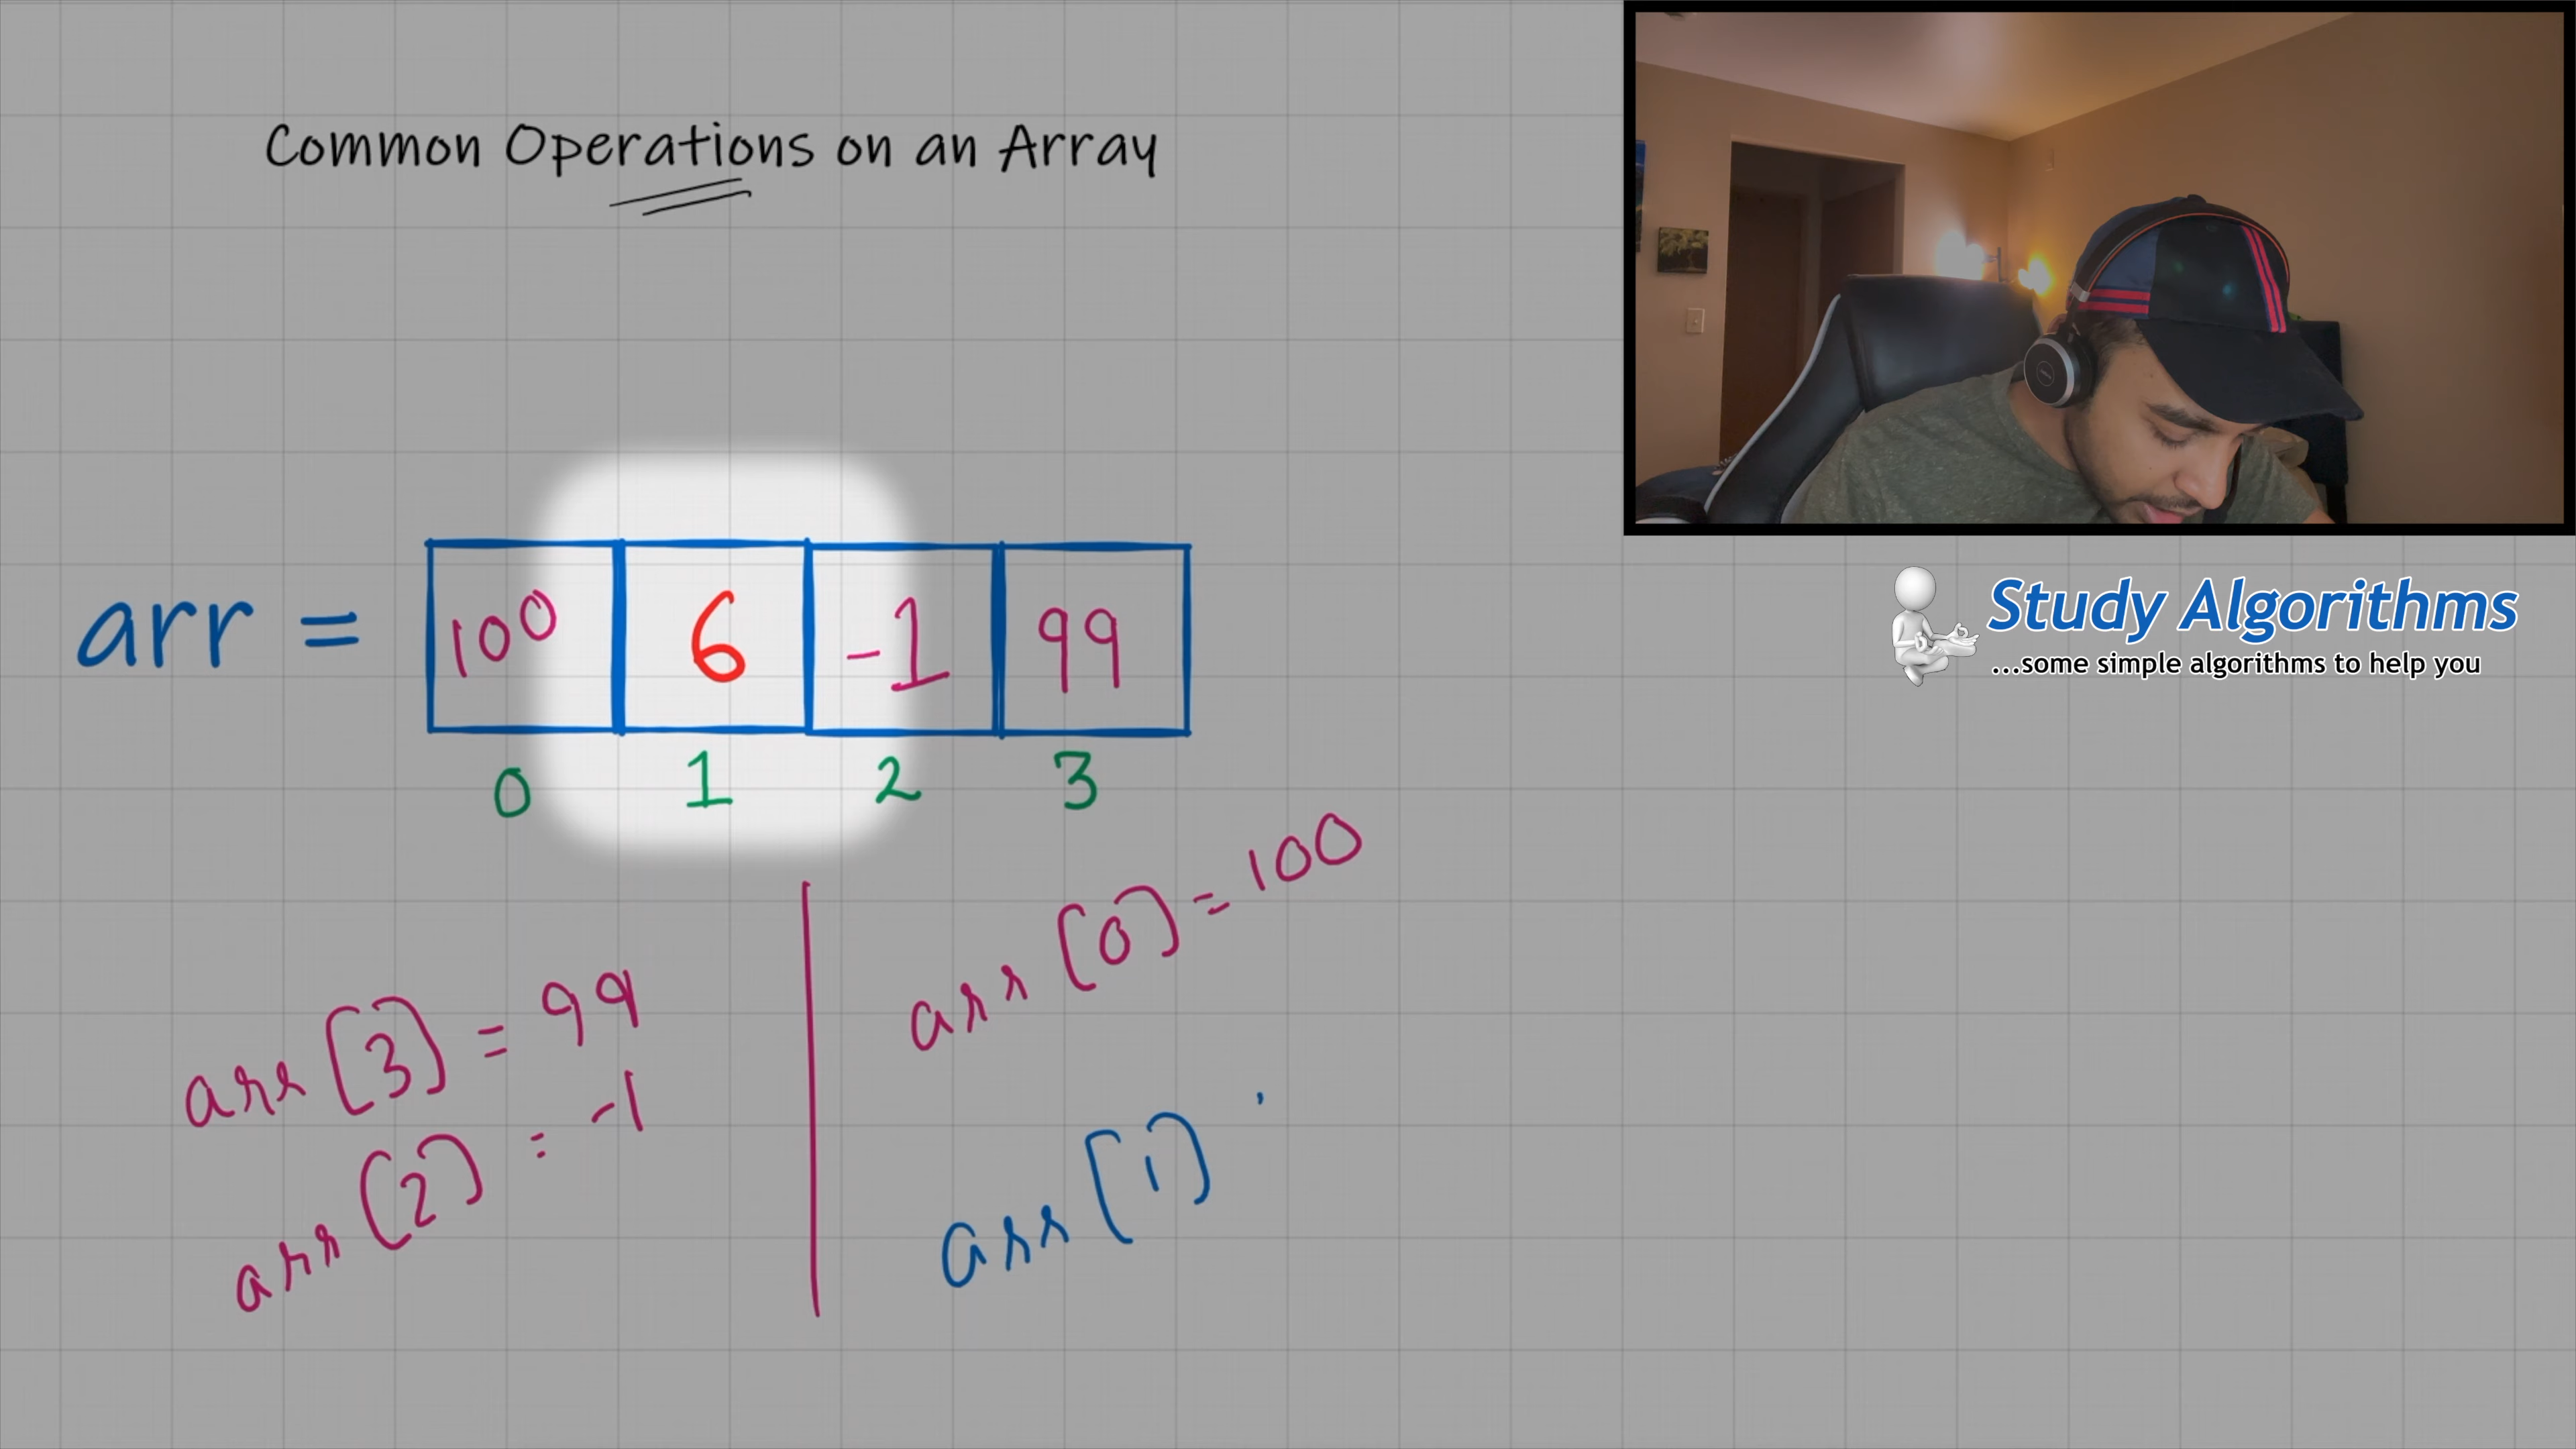 Common Operations on an Array
Study Algorithms
...some simple algorithms to help you
arr = 100 6 -1 99
0 1 2 3
arr[3] = 99
arr[2] = -1
arr[0] = 100
arr[1]